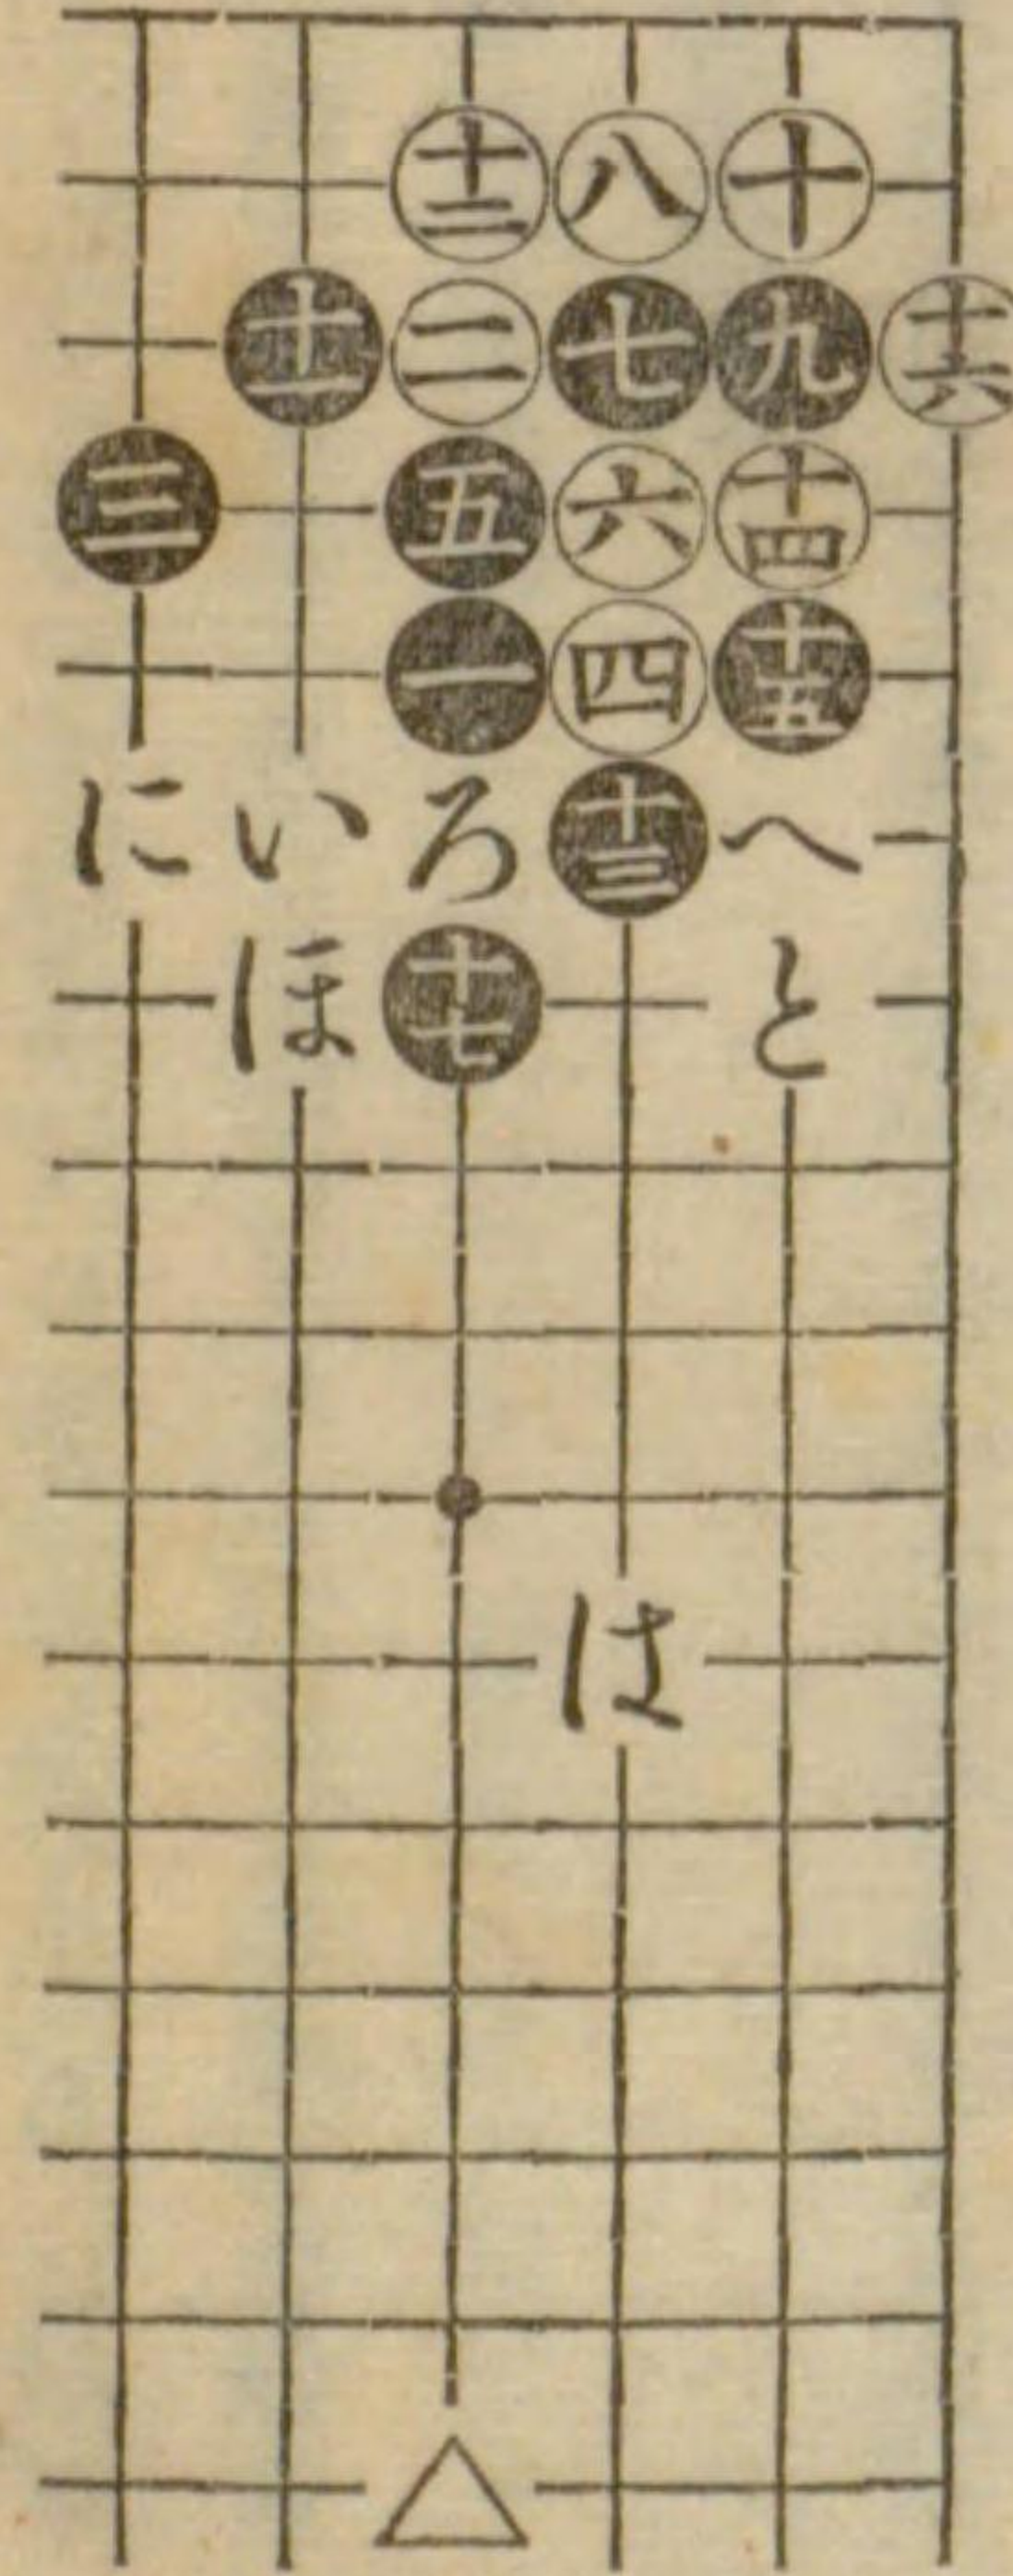 十二 八 十
十一 二 七 九 十六
三 五 六 十四
一 四 十五
に い ろ 十三 へ
ほ 十七 と
は